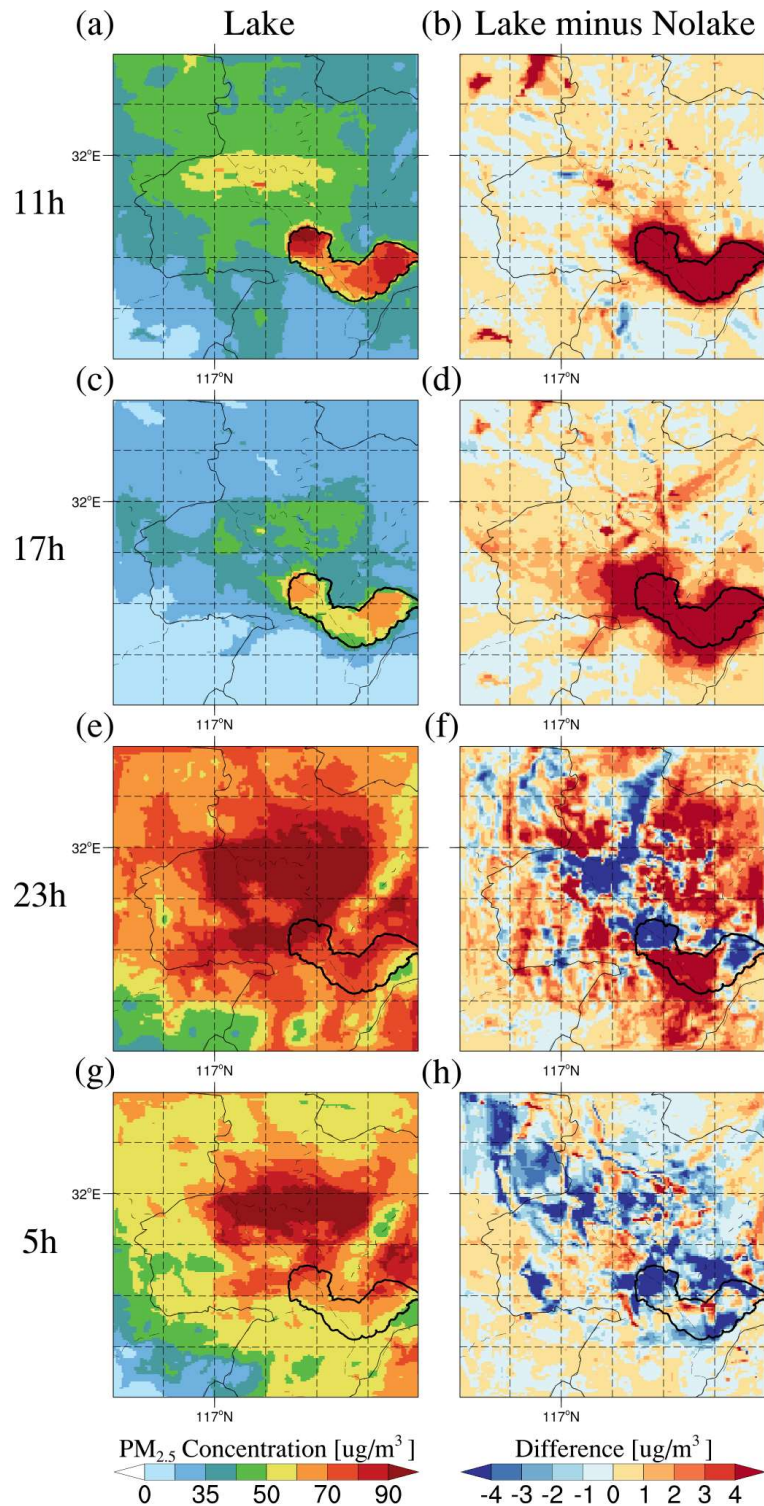 (a) Lake (b) Lake minus Nolake
32°E
11h
117°N 117°N
(c) (d)
32°E
17h
117°N 117°N
(e) (f)
32°E
23h
117°N 117°N
(g) (h)
32°E
5h
117°N 117°N
PM2.5 Concentration [ug/m3 ] Difference [ug/m3 ]
0 35 50 70 90 -4 -3 -2 -1 0 1 2 3 4